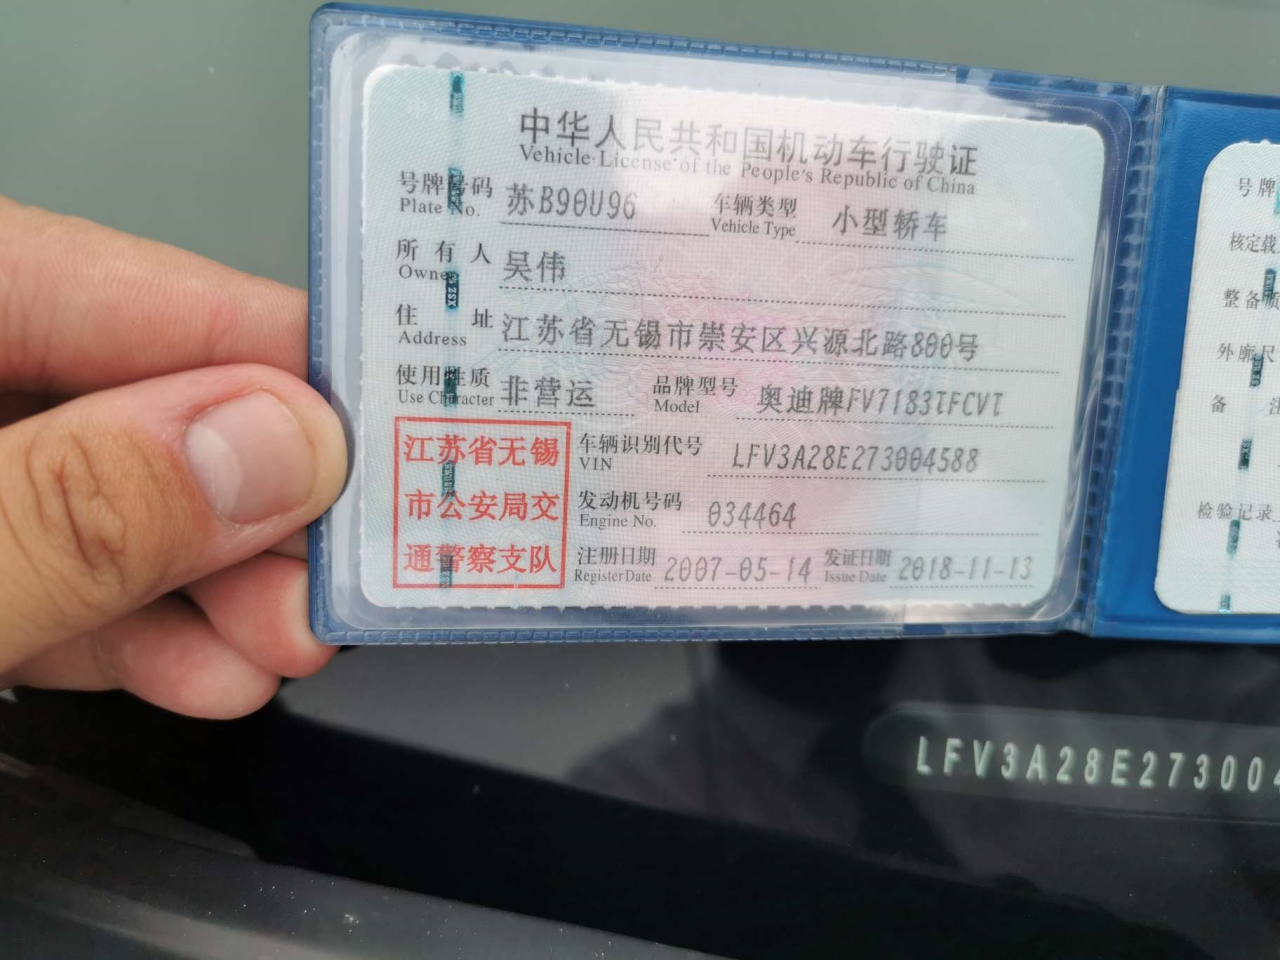 中华人民共和国机动车行驶证
Vehicle License of the People's Republic of China
号牌号码 苏B90U96 车辆类型 小型轿车
Plate No. Vehicle Type
所有人 吴伟
Owner
住址 江苏省无锡市崇安区兴源北路800号
Address
使用性质 非营运 品牌型号 奥迪牌FV7183TFCVT
Use Character Model
江苏省无锡
市公安局交
通警察支队
车辆识别代号 LFV3A28E273004588
VIN
发动机号码 034464
Engine No.
注册日期 2007-05-14 发证日期 2018-11-13
Register Date Issue Date
号牌
核定载
整备质
外廓尺
备
检验记录
LFV3A28E273004